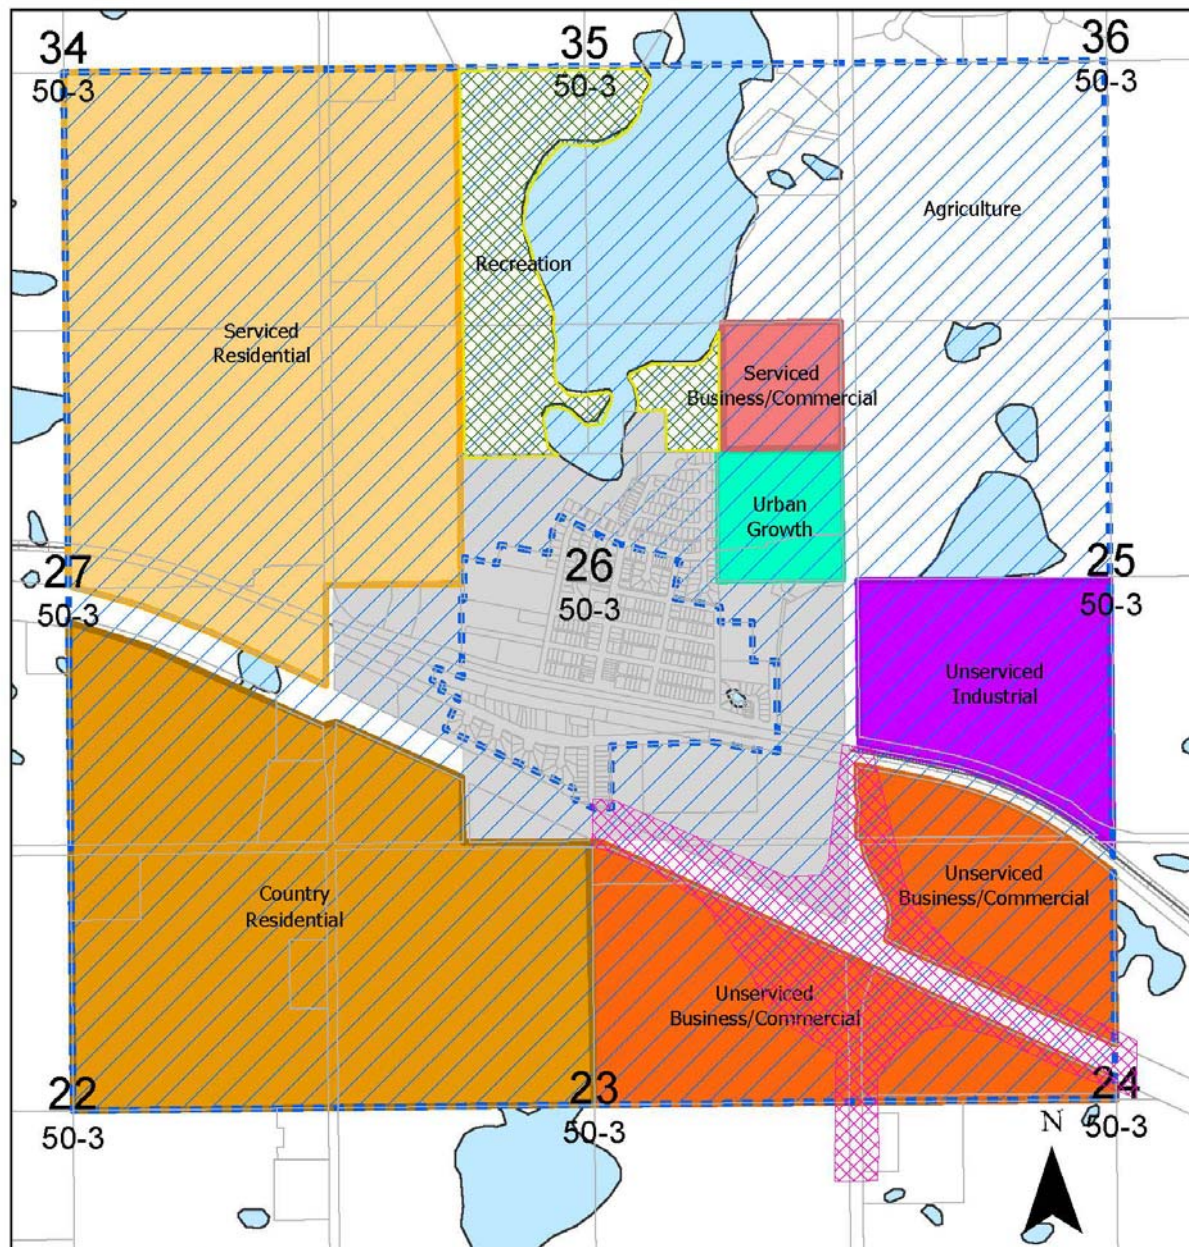 34
50-3
35
50-3
36
50-3
Agriculture
Recreation
Serviced
Residential
Serviced
Business/Commercial
Urban
Growth
27
50-3
26
50-3
25
50-3
Unserviced
Industrial
Country
Residential
Unserviced
Business/Commercial
Unserviced
Business/Commercial
22
50-3
23
50-3
24
50-3
N